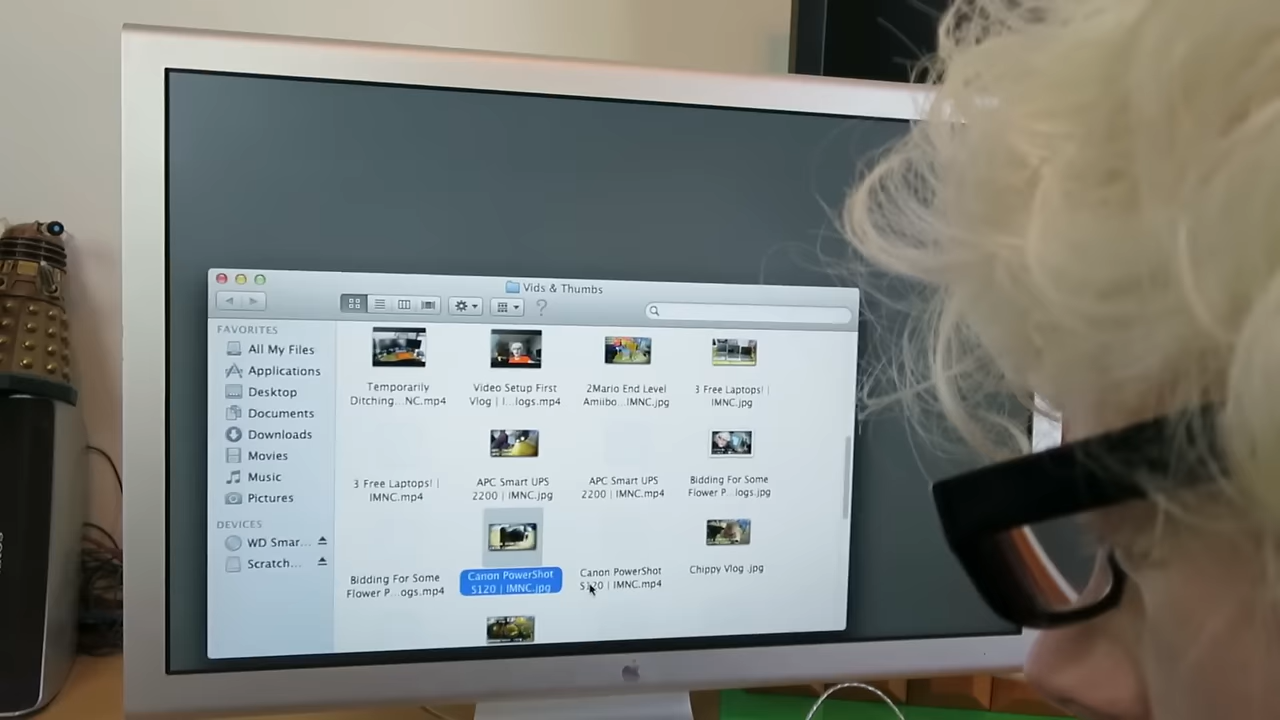 Vids & Thumbs
FAVORITES
All My Files
Applications
Desktop
Documents
Downloads
Movies
Music
Pictures
DEVICES
WD Smar...
Scratch...
Temporarily
Ditching...NC.mp4
Video Setup First
Vlog | I...logs.mp4
2Mario End Level
Amiibo...IMNC.jpg
3 Free Laptops! |
IMNC.jpg
3 Free Laptops! |
IMNC.mp4
APC Smart UPS
2200 | IMNC.jpg
APC Smart UPS
2200 | IMNC.mp4
Bidding For Some
Flower P...logs.jpg
Bidding For Some
Flower P...ogs.mp4
Canon PowerShot
S120 | IMNC.jpg
Canon PowerShot
S120 | IMNC.mp4
Chippy Vlog .jpg